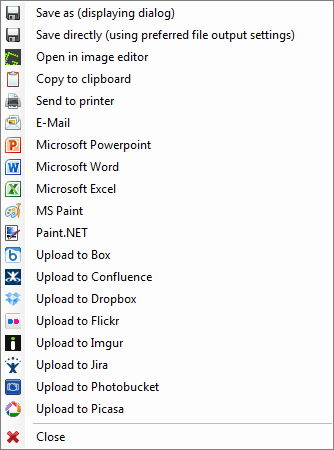 Save as (displaying dialog)
Save directly (using preferred file output settings)
Open in image editor
Copy to clipboard
Send to printer
E-Mail
Microsoft Powerpoint
Microsoft Word
Microsoft Excel
MS Paint
Paint.NET
Upload to Box
Upload to Confluence
Upload to Dropbox
Upload to Flickr
Upload to Imgur
Upload to Jira
Upload to Photobucket
Upload to Picasa
Close